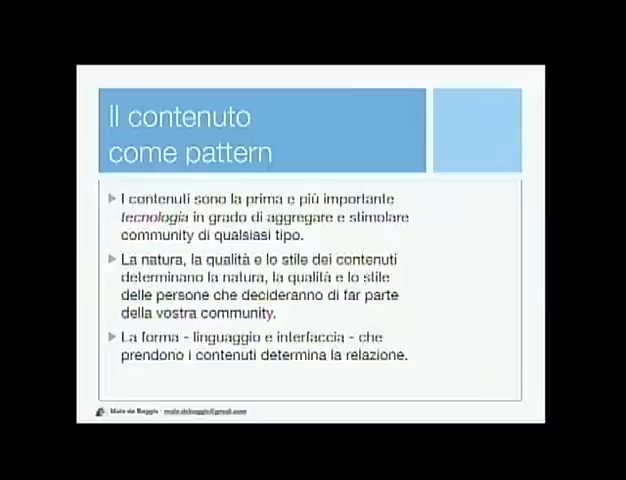 Il contenuto
come pattern
I contenuti sono la prima e più importante
tecnologia in grado di aggregare e stimolare
community di qualsiasi tipo.
La natura, la qualità e lo stile dei contenuti
determinano la natura, la qualità e lo stile
delle persone che decideranno di far parte
della vostra community.
La forma - linguaggio e interfaccia - che
prendono i contenuti determina la relazione.
Mafe de Baggis - mafe.debaggis@gmail.com